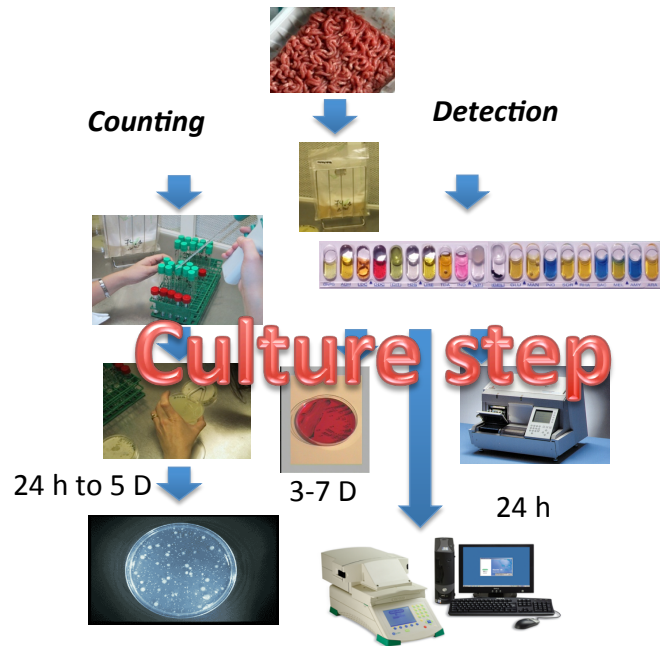 Counting
Detection
Culture step
24 h to 5 D
3-7 D
24 h